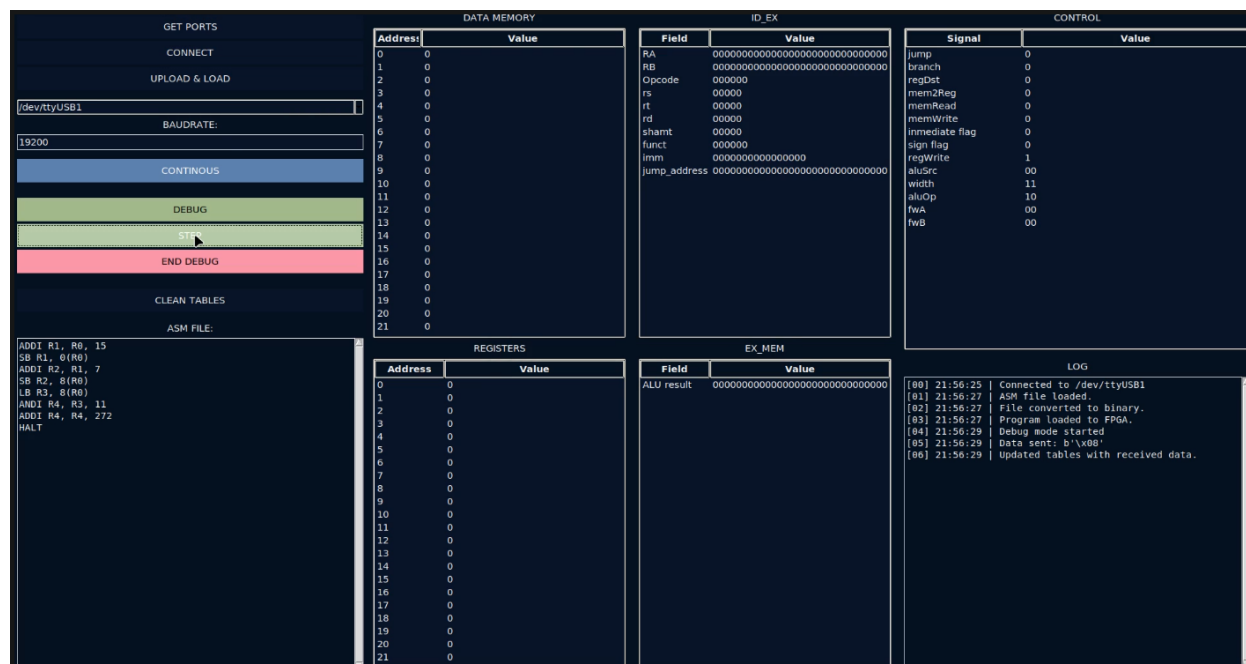 GET PORTS
CONNECT
UPLOAD & LOAD
/dev/ttyUSB1
BAUDRATE:
19200
CONTINOUS
DEBUG
STEP
END DEBUG
CLEAN TABLES
ASM FILE:
ADDI R1, R0, 15
SB R1, 0(R0)
ADDI R2, R1, 7
SB R2, 8(R0)
LB R3, 8(R0)
ANDI R4, R3, 11
ADDI R4, R4, 272
HALT
DATA MEMORY
Address Value
0 0
1 0
2 0
3 0
4 0
5 0
6 0
7 0
8 0
9 0
10 0
11 0
12 0
13 0
14 0
15 0
16 0
17 0
18 0
19 0
20 0
21 0
REGISTERS
Address Value
0 0
1 0
2 0
3 0
4 0
5 0
6 0
7 0
8 0
9 0
10 0
11 0
12 0
13 0
14 0
15 0
16 0
17 0
18 0
19 0
20 0
21 0
ID_EX
Field Value
RA 00000000000000000000000000000
RB 00000000000000000000000000000
Opcode 000000
rs 00000
rt 00000
rd 00000
shamt 00000
funct 000000
imm 0000000000000000
jump_address 00000000000000000000000000000
EX_MEM
Field Value
ALU result 00000000000000000000000000000
CONTROL
Signal Value
jump 0
branch 0
regDst 0
mem2Reg 0
memRead 0
memWrite 0
inmediate flag 0
sign flag 0
regWrite 1
aluSrc 00
width 11
aluOp 10
fwA 00
fwB 00
LOG
[00] 21:56:25 | Connected to /dev/ttyUSB1
[01] 21:56:27 | ASM file loaded.
[02] 21:56:27 | File converted to binary.
[03] 21:56:27 | Program loaded to FPGA.
[04] 21:56:29 | Debug mode started
[05] 21:56:29 | Data sent: b'\x08'
[06] 21:56:29 | Updated tables with received data.